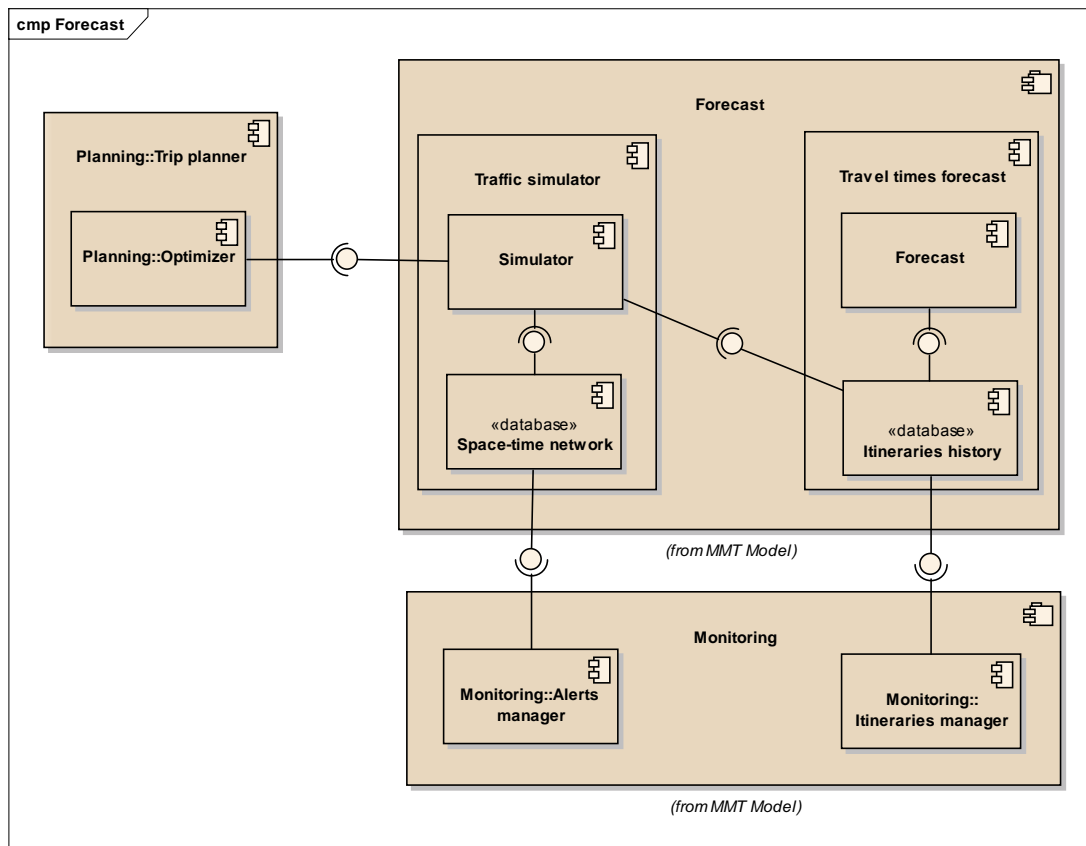 cmp Forecast
Forecast
Planning::Trip planner
Planning::Optimizer
Traffic simulator
Simulator
«database»
Space-time network
Travel times forecast
Forecast
«database»
Itineraries history
(from MMT Model)
Monitoring
Monitoring::Alerts
manager
Monitoring::
Itineraries manager
(from MMT Model)